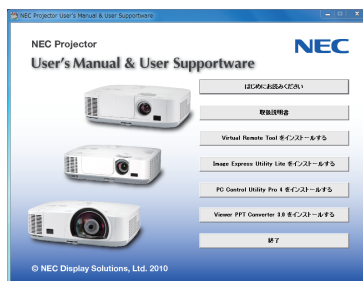 NEC Projector User's Manual & User Supportware
NEC Projector
NEC
User's Manual & User Supportware
はじめにお読みください
取扱説明書
Virtual Remote Tool をインストールする
Image Express Utility Lite をインストールする
PC Control Utility Pro 4 をインストールする
Viewer PPT Converter 3.0 をインストールする
終了
© NEC Display Solutions, Ltd. 2010